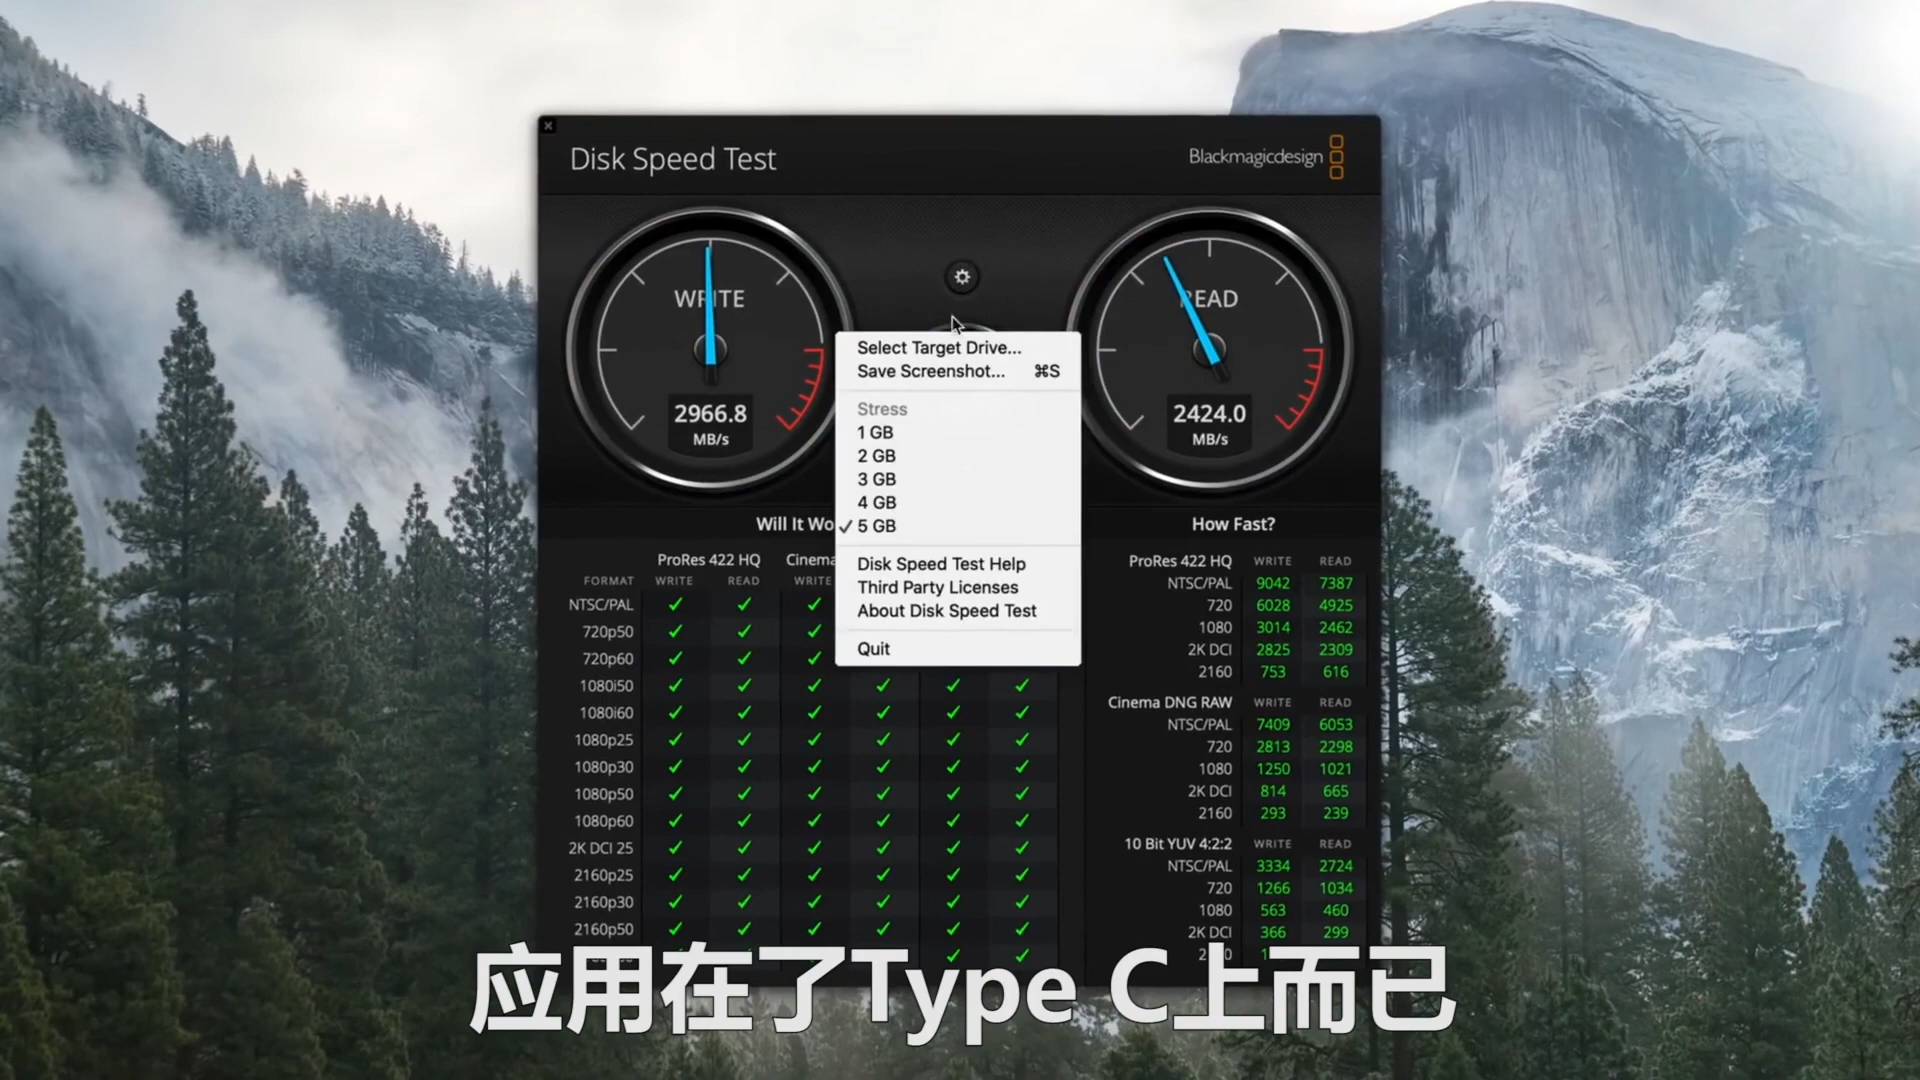 Disk Speed Test
Blackmagicdesign
WRITE
2966.8
MB/s
READ
2424.0
MB/s
Select Target Drive...
Save Screenshot... ⌘S
Stress
1 GB
2 GB
3 GB
4 GB
✓ 5 GB
Disk Speed Test Help
Third Party Licenses
About Disk Speed Test
Quit
Will It
ProRes 422 HQ Cinema
FORMAT WRITE READ WRITE
NTSC/PAL ✓ ✓ ✓
720p50 ✓ ✓ ✓
720p60 ✓ ✓ ✓
1080i50 ✓ ✓ ✓ ✓ ✓ ✓
1080i60 ✓ ✓ ✓ ✓ ✓ ✓
1080p25 ✓ ✓ ✓ ✓ ✓ ✓
1080p30 ✓ ✓ ✓ ✓ ✓ ✓
1080p50 ✓ ✓ ✓ ✓ ✓ ✓
1080p60 ✓ ✓ ✓ ✓ ✓ ✓
2K DCI 25 ✓ ✓ ✓ ✓ ✓ ✓
2160p25 ✓ ✓ ✓ ✓ ✓ ✓
2160p30 ✓ ✓ ✓ ✓ ✓ ✓
2160p50 ✓ ✓ ✓ ✓ ✓ ✓
How Fast?
ProRes 422 HQ WRITE READ
NTSC/PAL 9042 7387
720 6028 4925
1080 3014 2462
2K DCI 2825 2309
2160 753 616
Cinema DNG RAW WRITE READ
NTSC/PAL 7409 6053
720 2813 2298
1080 1250 1021
2K DCI 814 665
2160 293 239
10 Bit YUV 4:2:2 WRITE READ
NTSC/PAL 3334 2724
720 1266 1034
1080 563 460
2K DCI 366 299
应用在了Type C上而已